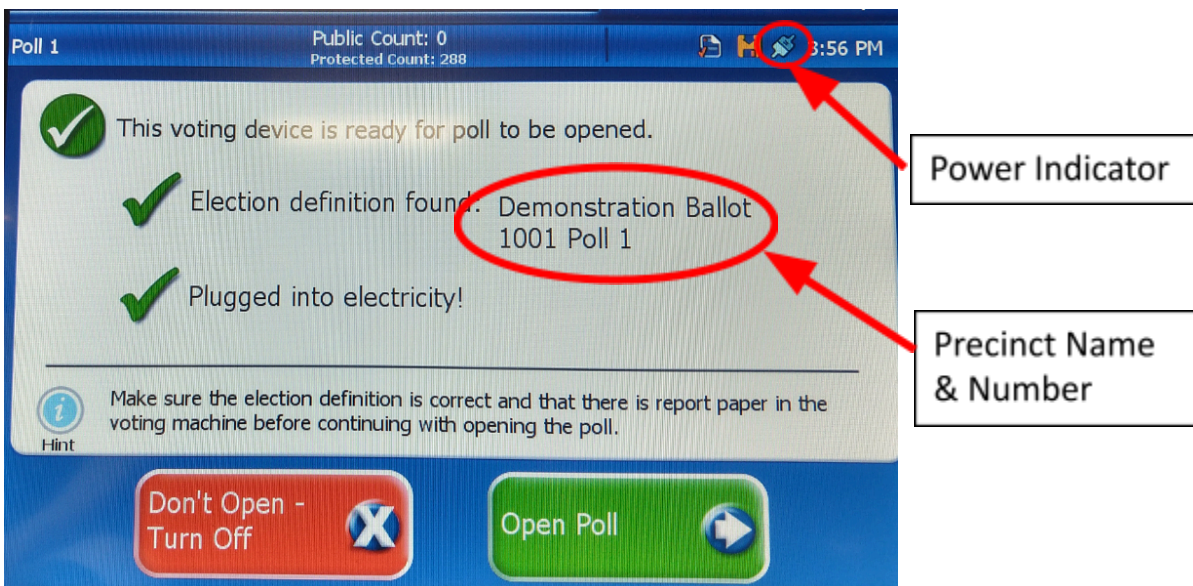 Poll 1
Public Count: 0
Protected Count: 288
3:56 PM
This voting device is ready for poll to be opened.
Election definition found:
Demonstration Ballot
1001 Poll 1
Plugged into electricity!
Make sure the election definition is correct and that there is report paper in the
voting machine before continuing with opening the poll.
Hint
Don't Open -
Turn Off
Open Poll
Power Indicator
Precinct Name
& Number